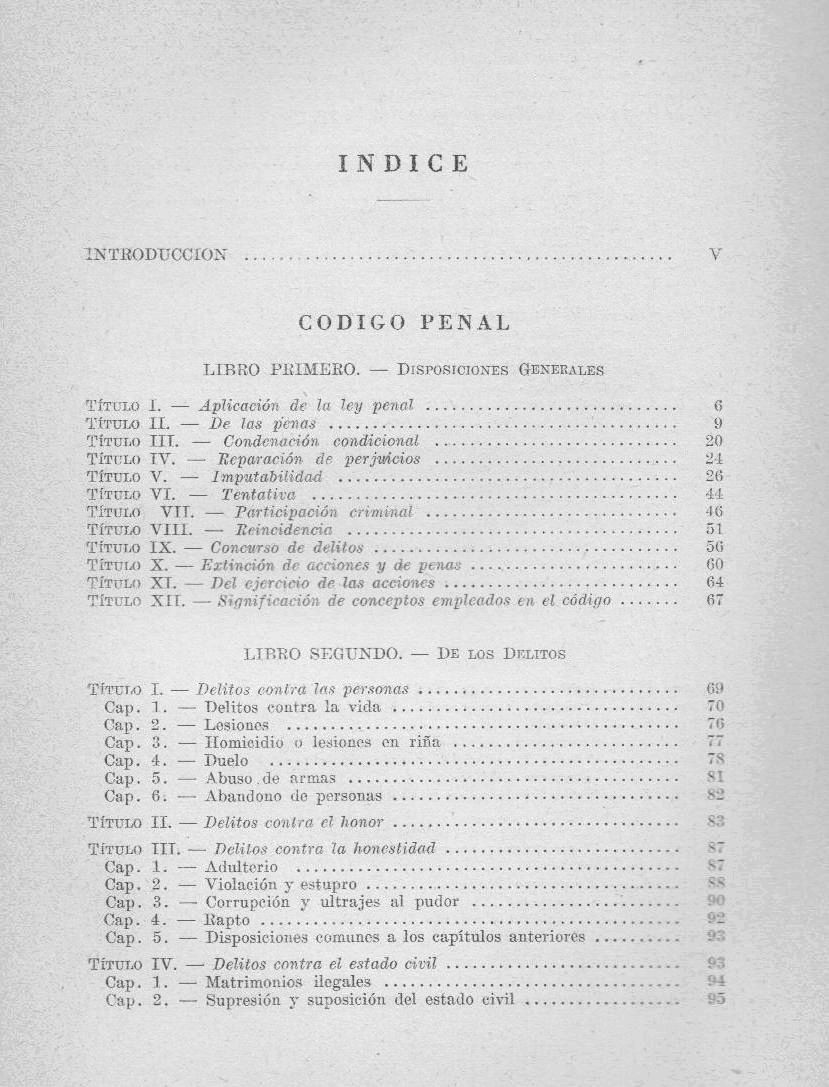 INDICE
INTRODUCCION ................................................ V
CODIGO PENAL
LIBRO PRIMERO. — DISPOSICIONES GENERALES
TÍTULO I. — Aplicación de la ley penal ............................. 6
TÍTULO II. — De las penas ........................................ 9
TÍTULO III. — Condenación condicional ............................ 20
TÍTULO IV. — Reparación de perjuicios ............................ 24
TÍTULO V. — Imputabilidad ....................................... 26
TÍTULO VI. — Tentativa .......................................... 44
TÍTULO VII. — Participación criminal ............................. 46
TÍTULO VIII. — Reincidencia ...................................... 51
TÍTULO IX. — Concurso de delitos ................................... 56
TÍTULO X. — Extinción de acciones y de penas ........................ 60
TÍTULO XI. — Del ejercicio de las acciones ........................... 64
TÍTULO XII. — Significación de conceptos empleados en el código ....... 67
LIBRO SEGUNDO. — DE LOS DELITOS
TÍTULO I. — Delitos contra las personas .............................. 69
Cap. 1. — Delitos contra la vida ................................. 70
Cap. 2. — Lesiones ............................................. 76
Cap. 3. — Homicidio o lesiones en riña .......................... 77
Cap. 4. — Duelo ............................................... 78
Cap. 5. — Abuso de armas ...................................... 81
Cap. 6. — Abandono de personas ................................. 82
TÍTULO II. — Delitos contra el honor ................................. 83
TÍTULO III. — Delitos contra la honestidad ........................... 87
Cap. 1. — Adulterio ............................................ 87
Cap. 2. — Violación y estupro .................................... 88
Cap. 3. — Corrupción y ultrajes al pudor ........................ 90
Cap. 4. — Rapto ................................................ 92
Cap. 5. — Disposiciones comunes a los capítulos anteriores .......... 93
TÍTULO IV. — Delitos contra el estado civil ........................... 93
Cap. 1. — Matrimonios ilegales .................................. 94
Cap. 2. — Supresión y suposición del estado civil .................. 95